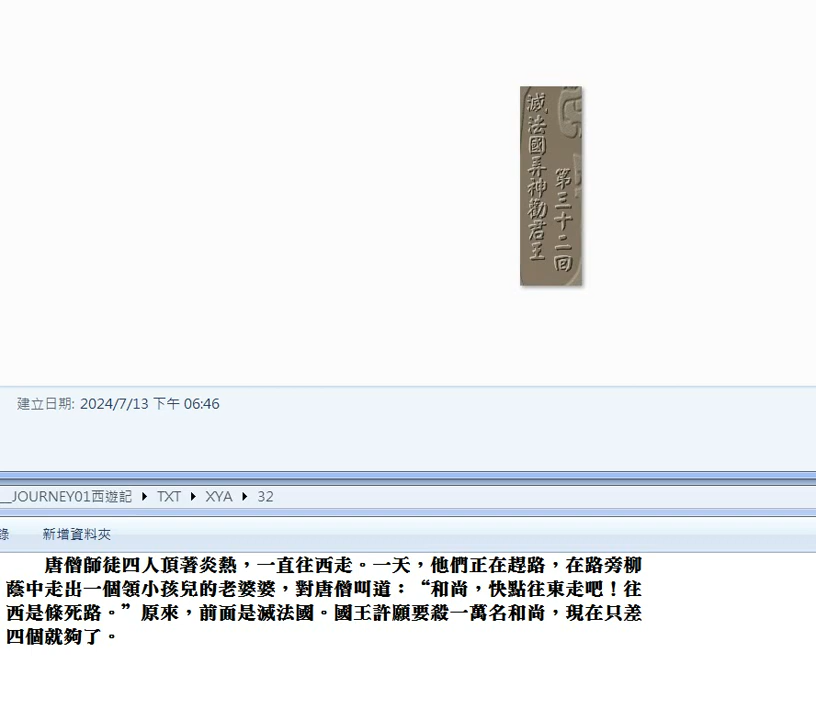 第三十二回
滅法國弄神勸君王
建立日期: 2024/7/13 下午 06:46
__JOURNEY01西遊記 ▸ TXT ▸ XYA ▸ 32
錄 新增資料夾
唐僧師徒四人頂著炎熱，一直往西走。一天，他們正在趕路，在路旁柳
蔭中走出一個領小孩兒的老婆婆，對唐僧叫道：“和尚，快點往東走吧！往
西是條死路。”原來，前面是滅法國。國王許願要殺一萬名和尚，現在只差
四個就夠了。